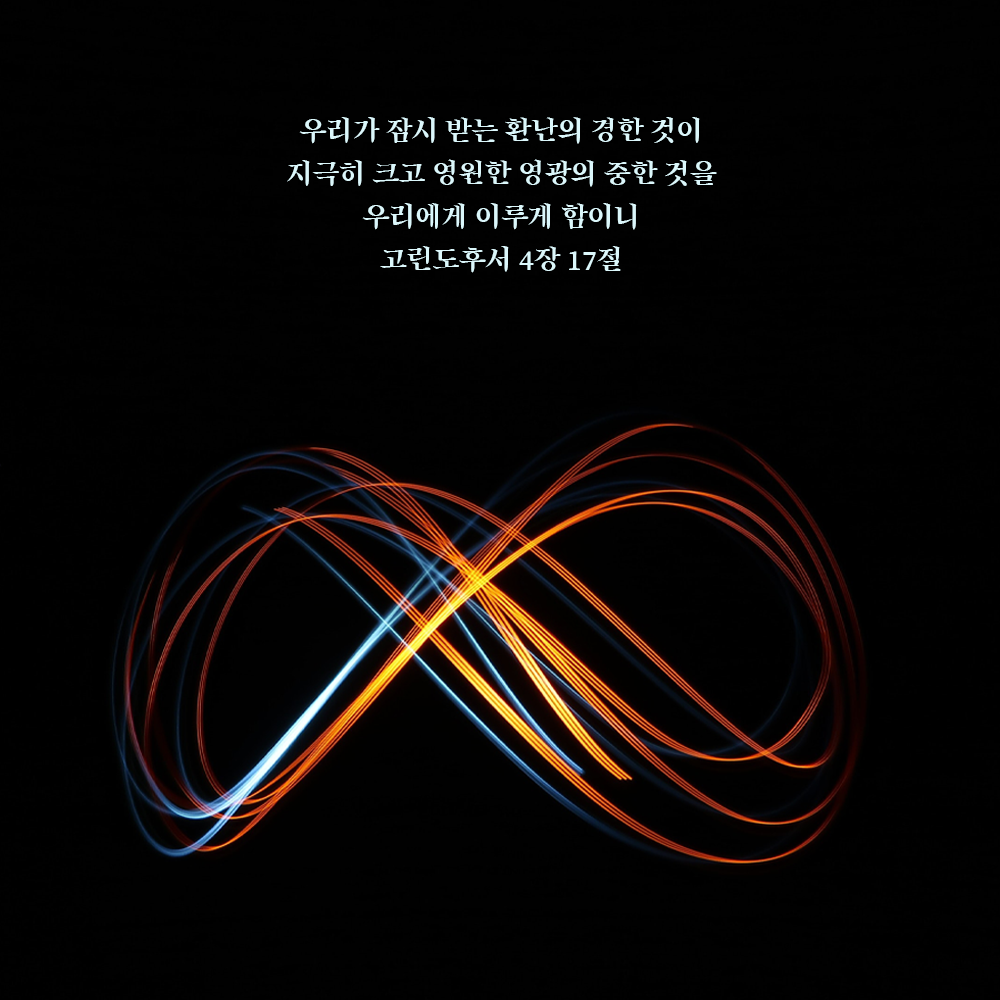 우리가 잠시 받는 환난의 경한 것이
지극히 크고 영원한 영광의 중한 것을
우리에게 이루게 함이니
고린도후서 4장 17절